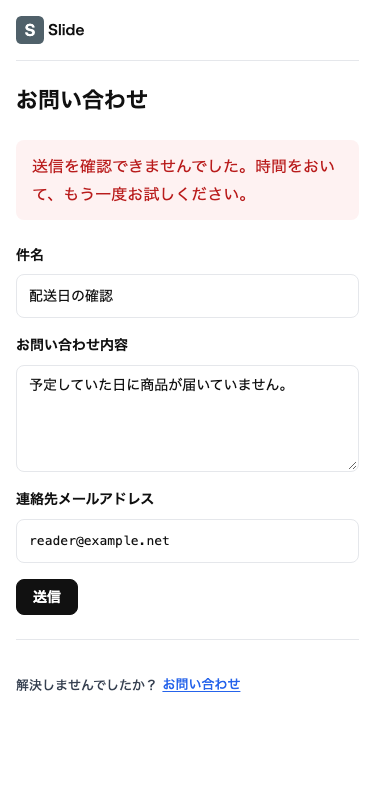 S Slide
お問い合わせ
送信を確認できませんでした。時間をおい
て、もう一度お試しください。
件名
配送日の確認
お問い合わせ内容
予定していた日に商品が届いていません。
連絡先メールアドレス
reader@example.net
送信
解決しませんでしたか？ お問い合わせ